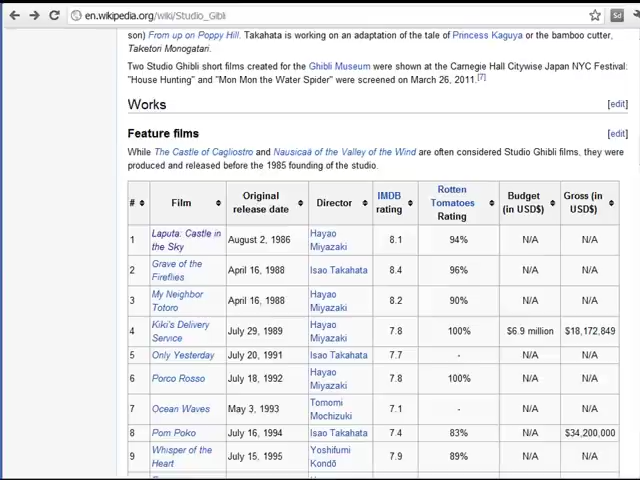 en.wikipedia.org/wiki/Studio_Gibli
Sd
son) From up on Poppy Hill. Takahata is working on an adaptation of the tale of Princess Kaguya or the bamboo cutter,
Taketori Monogatari.
Two Studio Ghibli short films created for the Ghibli Museum were shown at the Carnegie Hall Citywise Japan NYC Festival:
"House Hunting" and "Mon Mon the Water Spider" were screened on March 26, 2011.[7]
Works [edit]
Feature films [edit]
While The Castle of Cagliostro and Nausicaä of the Valley of the Wind are often considered Studio Ghibli films, they were
produced and released before the 1985 founding of the studio.
# Film Original release date Director IMDB rating Rotten Tomatoes Rating Budget (in USD$) Gross (in USD$)
1 Laputa: Castle in the Sky August 2, 1986 Hayao Miyazaki 8.1 94% N/A N/A
2 Grave of the Fireflies April 16, 1988 Isao Takahata 8.4 96% N/A N/A
3 My Neighbor Totoro April 16, 1988 Hayao Miyazaki 8.2 90% N/A N/A
4 Kiki's Delivery Service July 29, 1989 Hayao Miyazaki 7.8 100% $6.9 million $18,172,849
5 Only Yesterday July 20, 1991 Isao Takahata 7.7 - N/A N/A
6 Porco Rosso July 18, 1992 Hayao Miyazaki 7.8 100% N/A N/A
7 Ocean Waves May 3, 1993 Tomomi Mochizuki 7.1 - N/A N/A
8 Pom Poko July 16, 1994 Isao Takahata 7.4 83% N/A $34,200,000
9 Whisper of the Heart July 15, 1995 Yoshifumi Kondō 7.9 89% N/A N/A